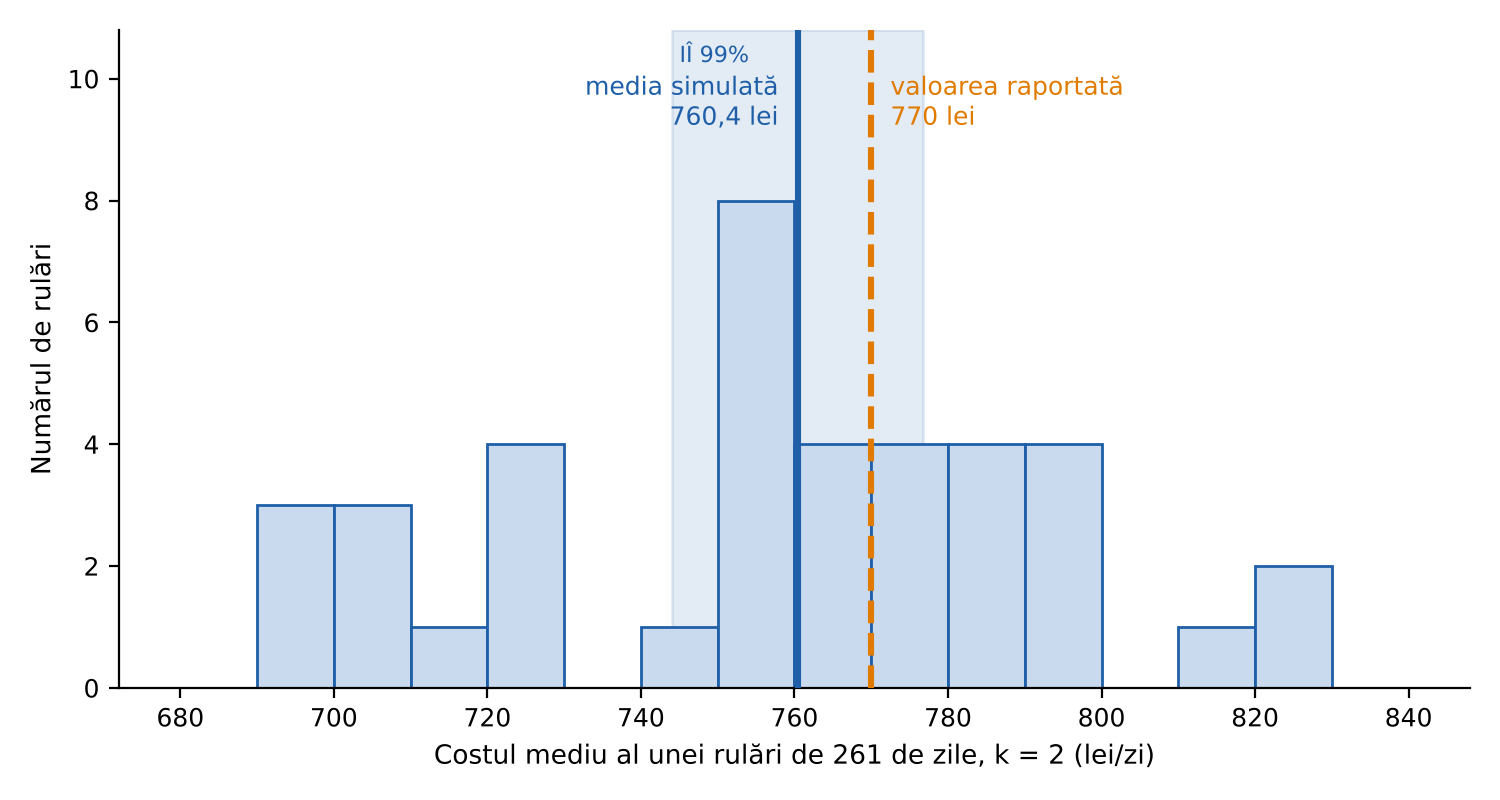 IÎ 99%
media simulată
760,4 lei
valoarea raportată
770 lei
Numărul de rulări
10
8
6
4
2
0
680 700 720 740 760 780 800 820 840
Costul mediu al unei rulări de 261 de zile, k = 2 (lei/zi)